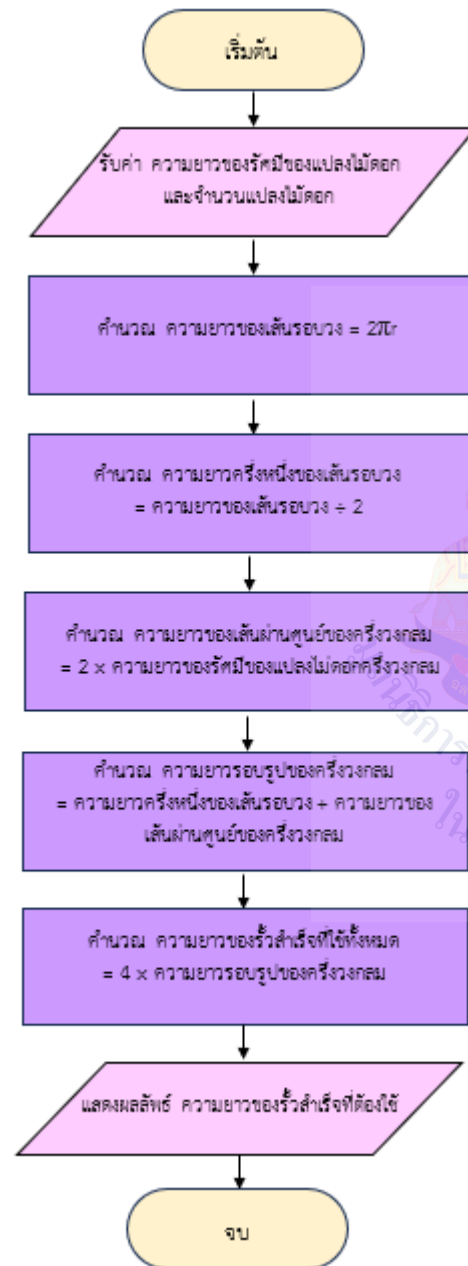 เริ่มต้น
รับค่า ความยาวของรัศมีของแปลงไม้ดอก
และจำนวนแปลงไม้ดอก
คำนวณ ความยาวของเส้นรอบวง = 2πr
คำนวณ ความยาวครึ่งหนึ่งของเส้นรอบวง
= ความยาวของเส้นรอบวง ÷ 2
คำนวณ ความยาวของเส้นผ่านศูนย์ของครึ่งวงกลม
= 2 x ความยาวของรัศมีของแปลงไม่ดอกครึ่งวงกลม
คำนวณ ความยาวรอบรูปของครึ่งวงกลม
= ความยาวครึ่งหนึ่งของเส้นรอบวง + ความยาวของ
เส้นผ่านศูนย์ของครึ่งวงกลม
คำนวณ ความยาวของรั้วสำเร็จที่ใช้ทั้งหมด
= 4 x ความยาวรอบรูปของครึ่งวงกลม
แสดงผลลัพธ์ ความยาวของรั้วสำเร็จที่ต้องใช้
จบ